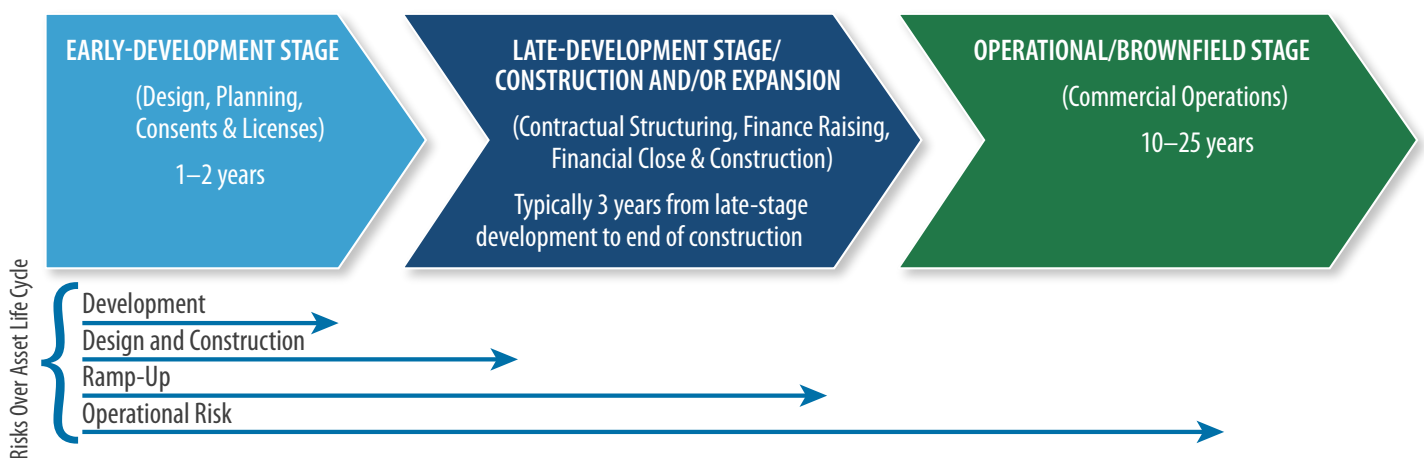 EARLY-DEVELOPMENT STAGE
(Design, Planning,
Consents & Licenses)
1–2 years
LATE-DEVELOPMENT STAGE/
CONSTRUCTION AND/OR EXPANSION
(Contractual Structuring, Finance Raising,
Financial Close & Construction)
Typically 3 years from late-stage
development to end of construction
OPERATIONAL/BROWNFIELD STAGE
(Commercial Operations)
10–25 years
Risks Over Asset Life Cycle
Development
Design and Construction
Ramp-Up
Operational Risk